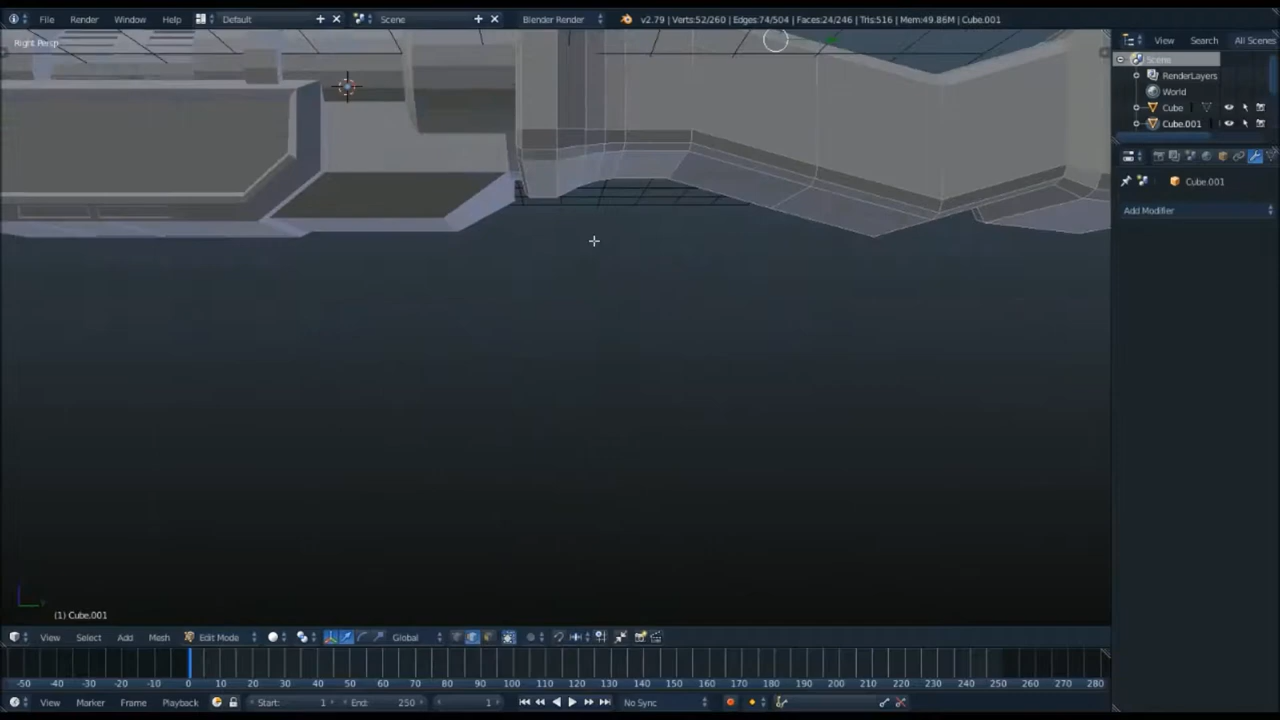 File Render Window Help Default Scene Blender Render v2.79 | Verts:52/260 | Edges:74/504 | Faces:24/246 | Tris:516 | Mem:49.86M | Cube.001
Right Persp
View Search All Scenes
Scene
RenderLayers
World
Cube
Cube.001
Cube.001
Add Modifier
(1) Cube.001
View Select Add Mesh Edit Mode Global
-50 -40 -30 -20 -10 0 10 20 30 40 50 60 70 80 90 100 110 120 130 140 150 160 170 180 190 200 210 220 230 240 250 260 270 280
View Marker Frame Playback Start: 1 End: 250 1 No Sync